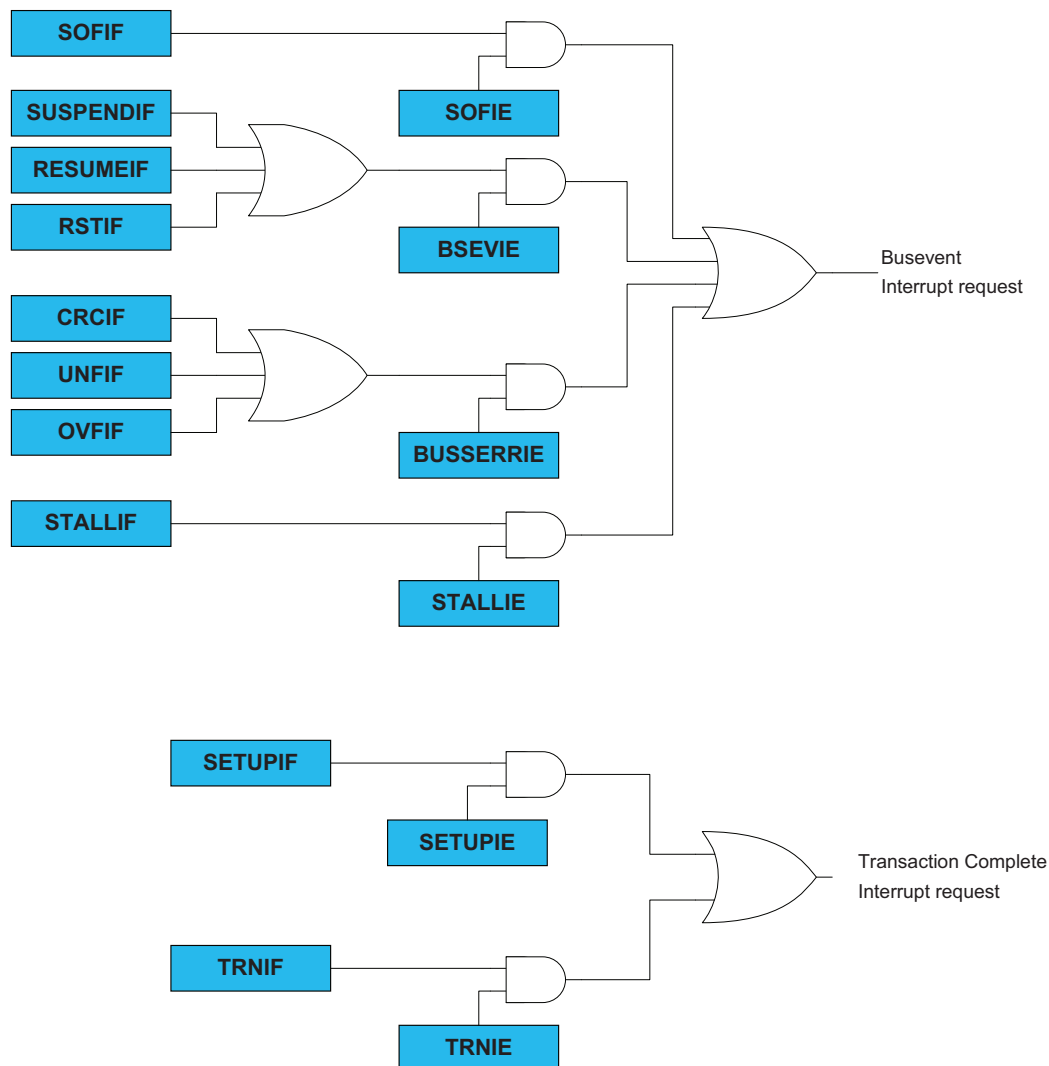 SOFIF
SOFIE
SUSPENDIF
RESUMEIF
RSTIF
BSEVIE
Busevent
Interrupt request
CRCIF
UNFIF
OVFIF
BUSSERRIE
STALLIF
STALLIE
SETUPIF
SETUPIE
Transaction Complete
Interrupt request
TRNIF
TRNIE